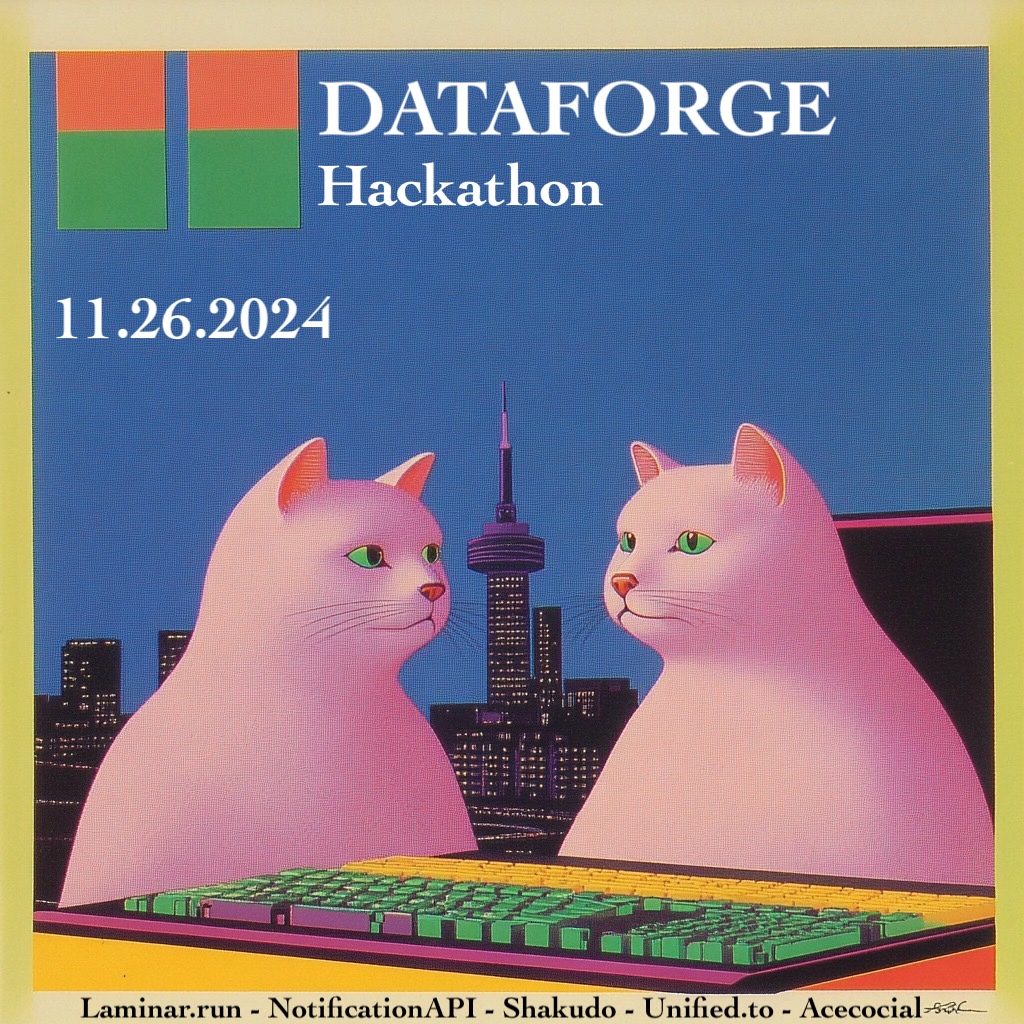 DATAFORGE
Hackathon
11.26.2024
Laminar.run - NotificationAPI - Shakudo - Unified.to - Acecocial